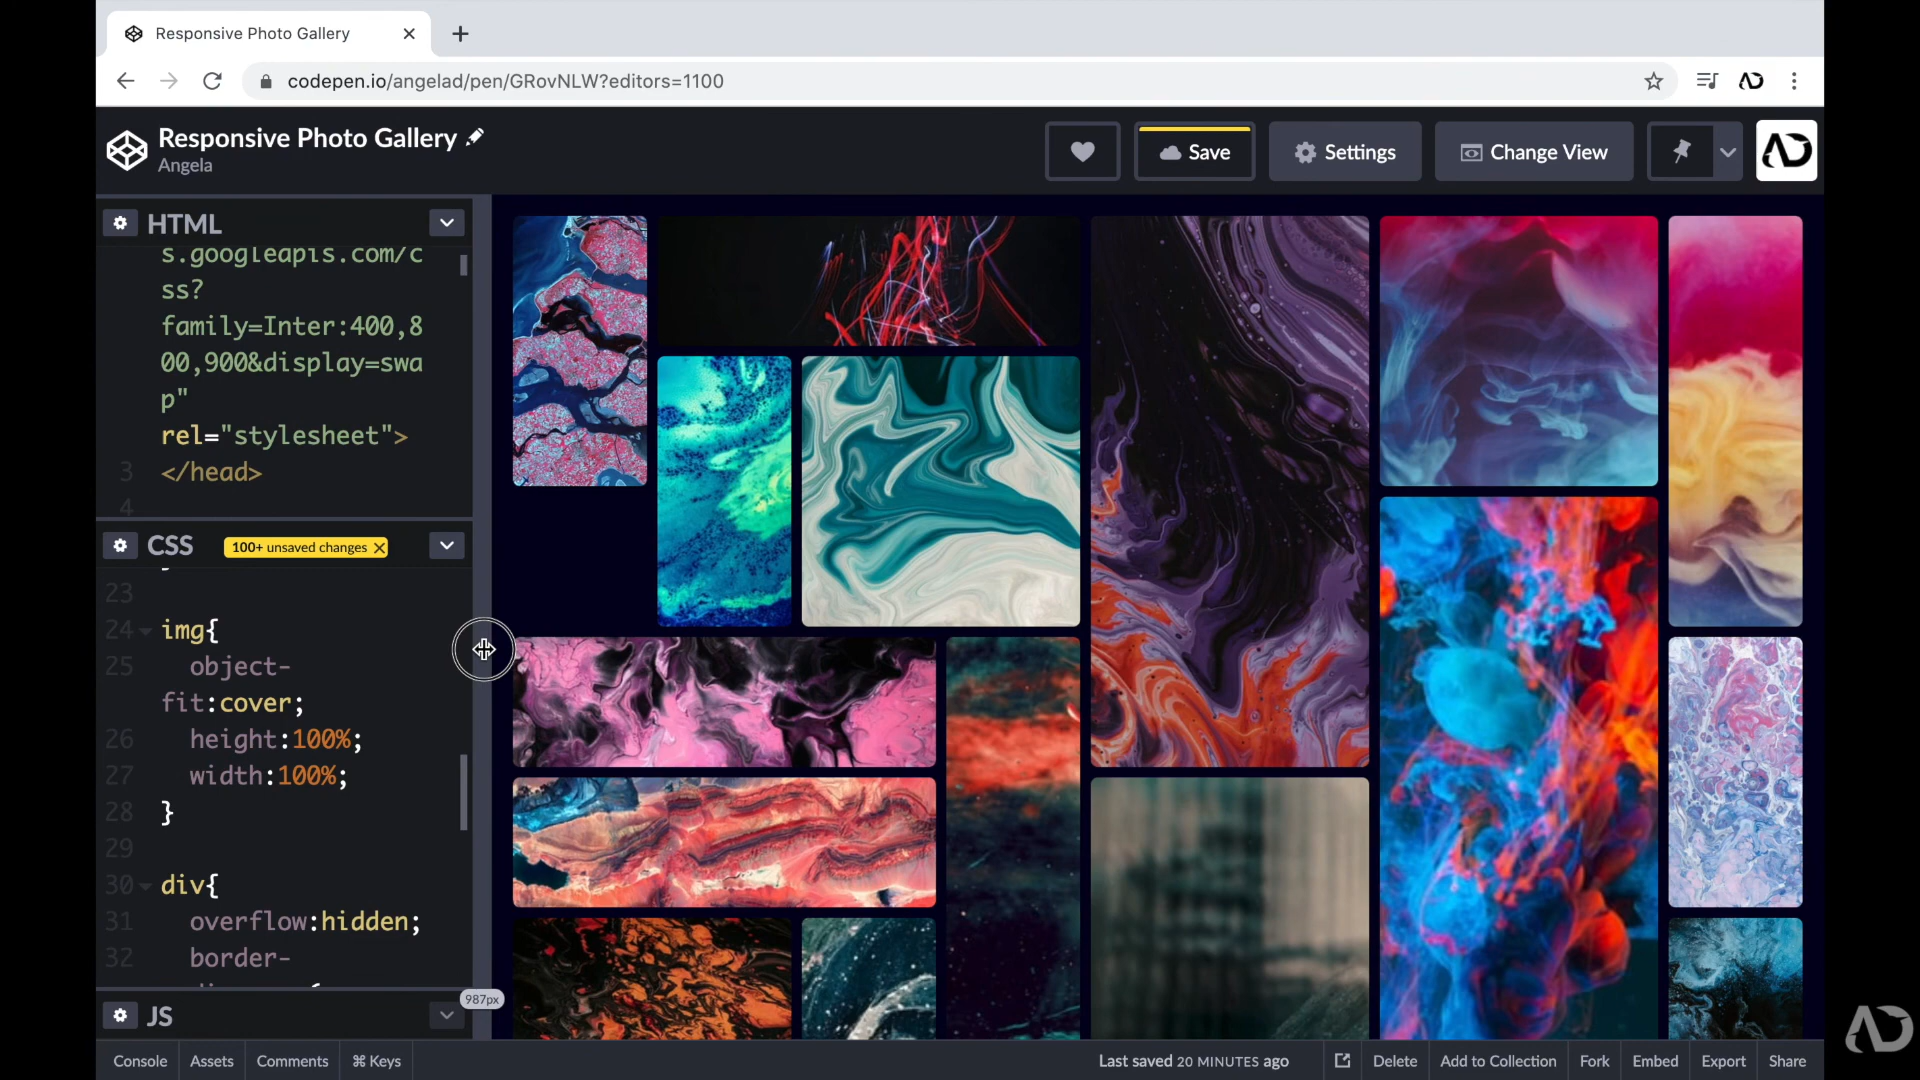 Responsive Photo Gallery
codepen.io/angelad/pen/GRovNLW?editors=1100
Responsive Photo Gallery
Angela
Save
Settings
Change View
HTML
s.googleapis.com/c
ss?
family=Inter:400,8
00,900&display=swa
p"
rel="stylesheet">
3 </head>
4
CSS
100+ unsaved changes
23
24 img{
25 object-
fit:cover;
26 height:100%;
27 width:100%;
28 }
29
30 div{
31 overflow:hidden;
32 border-
987px
JS
Console
Assets
Comments
⌘ Keys
Last saved 20 MINUTES ago
Delete
Add to Collection
Fork
Embed
Export
Share